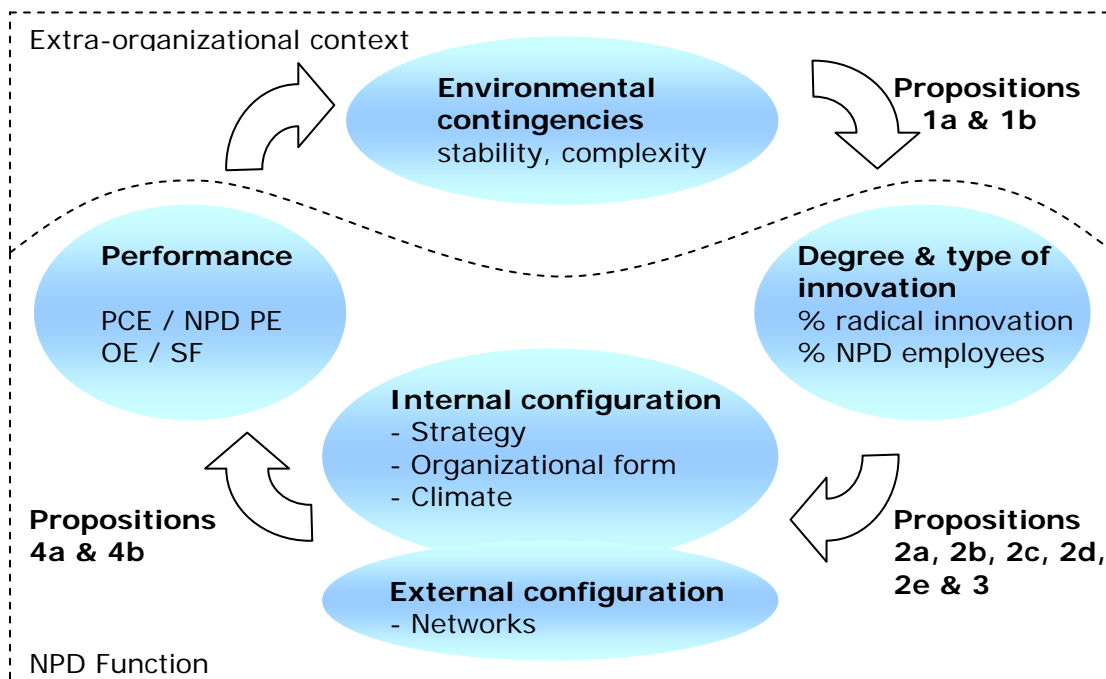 Extra-organizational context
Environmental
contingencies
stability, complexity
Propositions
1a & 1b
Performance
PCE / NPD PE
OE / SF
Degree & type of
innovation
% radical innovation
% NPD employees
Internal configuration
- Strategy
- Organizational form
- Climate
Propositions
4a & 4b
Propositions
2a, 2b, 2c, 2d,
2e & 3
External configuration
- Networks
NPD Function